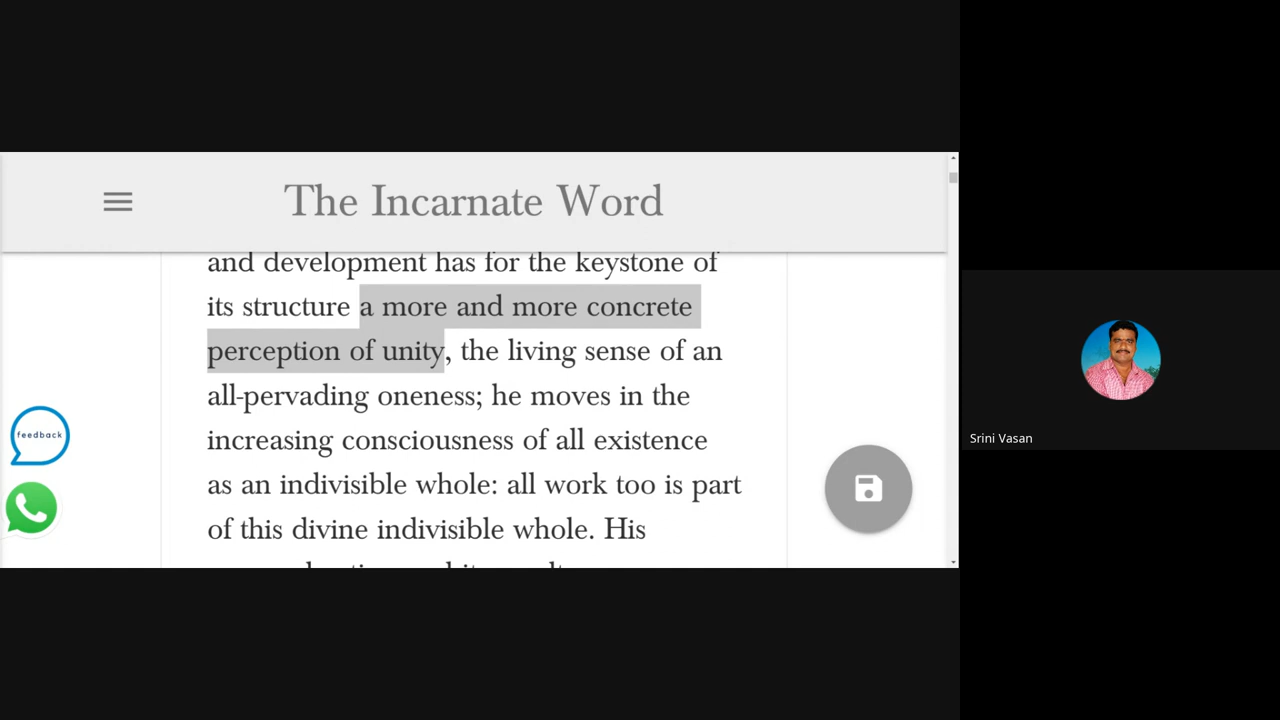 The Incarnate Word
and development has for the keystone of
its structure a more and more concrete
perception of unity, the living sense of an
all-pervading oneness; he moves in the
increasing consciousness of all existence
as an indivisible whole: all work too is part
of this divine indivisible whole. His
feedback
Srini Vasan